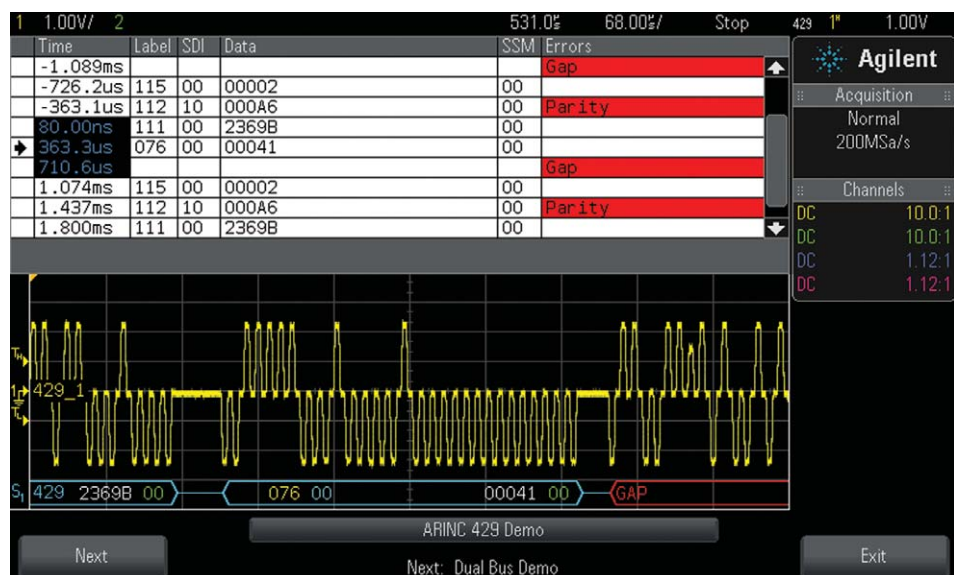 1 1.00V/ 2 531.0us 68.00us/ Stop 429 1" 1.00V
Time Label SDI Data SSM Errors
-1.089ms Gap
-726.2us 115 00 00002 00
-363.1us 112 10 000A6 00 Parity
80.00ns 111 00 2369B 00
363.3us 076 00 00041 00
710.6us Gap
1.074ms 115 00 00002 00
1.437ms 112 10 000A6 00 Parity
1.800ms 111 00 2369B 00
Agilent
Acquisition
Normal
200MSa/s
Channels
DC 10.0:1
DC 10.0:1
DC 1.12:1
DC 1.12:1
TH
1 429_1
TL
S1 429 2369B 00 076 00 00041 00 GAP
ARINC 429 Demo
Next
Next: Dual Bus Demo
Exit